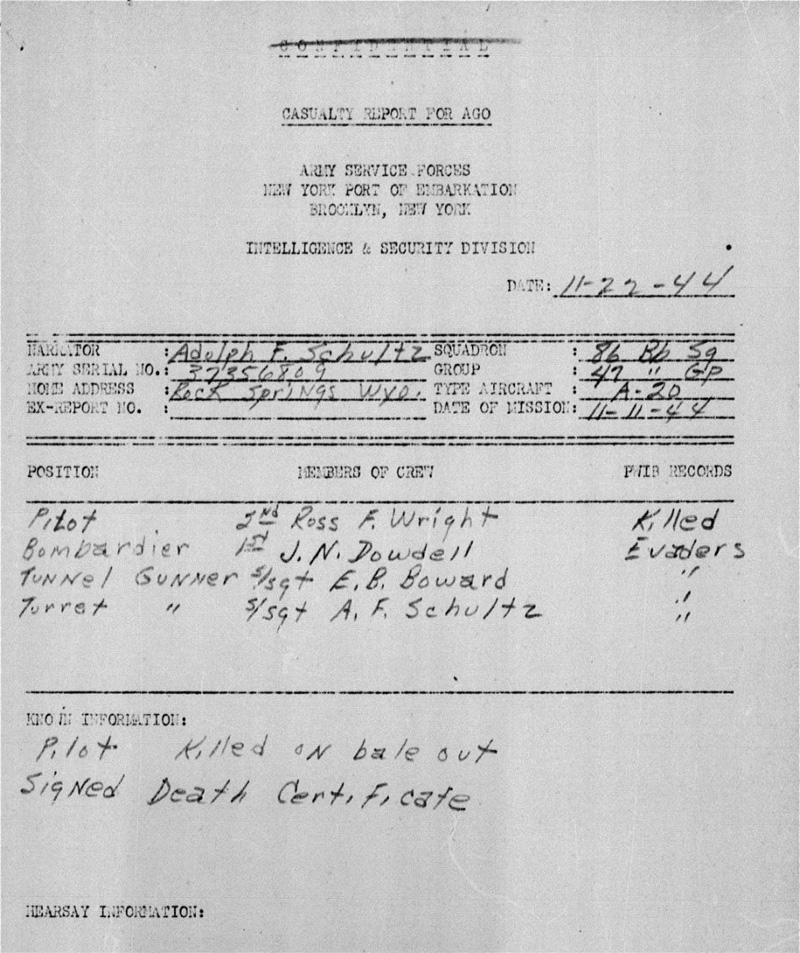 CONFIDENTIAL
CASUALTY REPORT FOR AGO
ARMY SERVICE FORCES
NEW YORK PORT OF EMBARKATION
BROOKLYN, NEW YORK
INTELLIGENCE & SECURITY DIVISION
DATE: 11-22-44
NARRATOR : Adolph F. Schultz SQUADRON : 86 Bb Sq
ARMY SERIAL NO.: 37356809 GROUP : 47 " GP
HOME ADDRESS : Rock Springs Wyo. TYPE AIRCRAFT : A-20
EX-REPORT NO. : DATE OF MISSION: 11-11-44
POSITION MEMBERS OF CREW PWIB RECORDS
Pilot 2nd Ross F. Wright Killed
Bombardier 1st J. N. Dowdell Evaders
Tunnel Gunner S/sgt E. B. Boward "
Turret " S/sgt A. F. Schultz "
"
KNOWN INFORMATION:
Pilot Killed on bale out
Signed Death Certificate
HEARSAY INFORMATION: